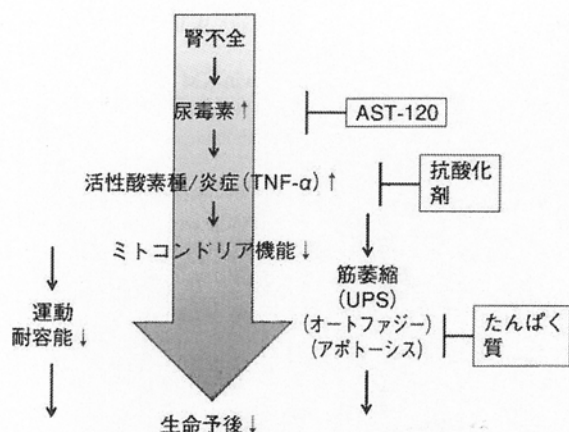 腎不全
尿毒素↑
AST-120
活性酸素種/炎症(TNF-α)↑
抗酸化
剤
ミトコンドリア機能↓
筋萎縮
(UPS)
(オートファジー)
(アポトーシス)
たんぱく
質
運動
耐容能↓
生命予後↓